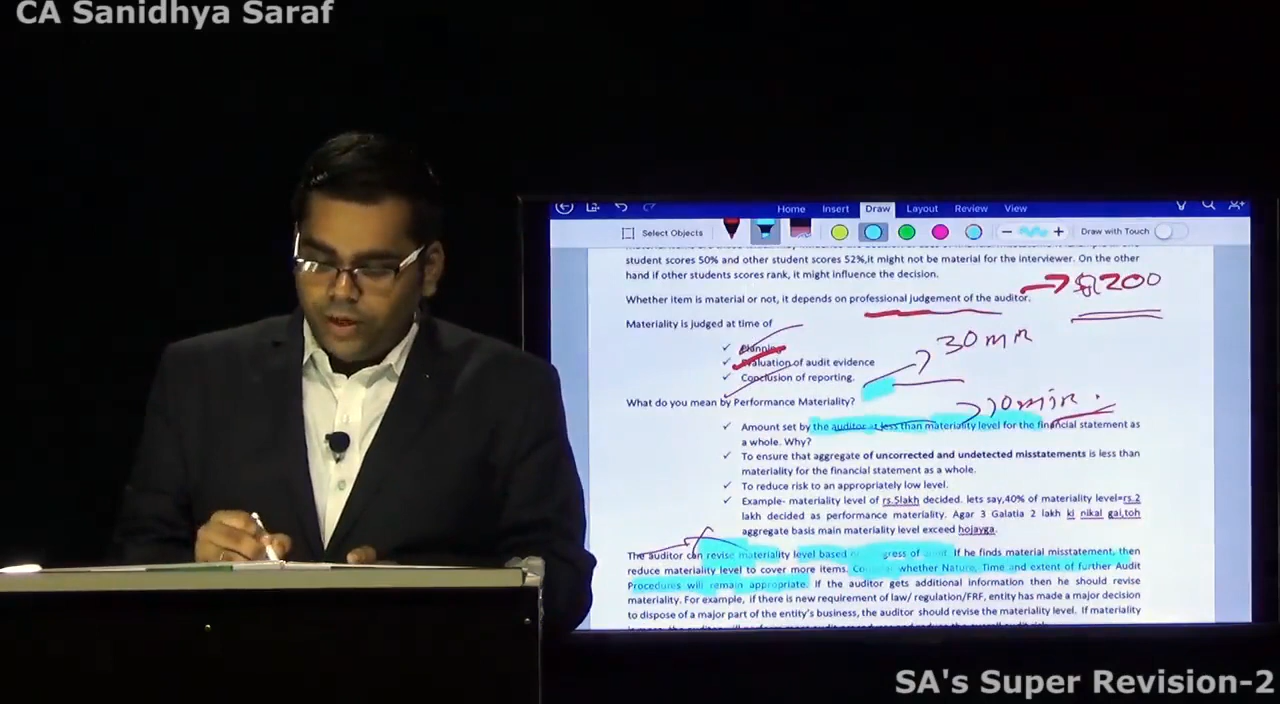 CA Sanidhya Saraf
Home Insert Draw Layout Review View
Select Objects
Draw with Touch
student scores 50% and other student scores 52%,it might not be material for the interviewer. On the other
hand if other students scores rank, it might influence the decision.
Whether item is material or not, it depends on professional judgement of the auditor.
200
Materiality is judged at time of
30 min
Planning
Evaluation of audit evidence
Conclusion of reporting.
What do you mean by Performance Materiality?
Amount set by the auditor at less than materiality level for the financial statement as
a whole. Why?
To ensure that aggregate of uncorrected and undetected misstatements is less than
materiality for the financial statement as a whole.
To reduce risk to an appropriately low level.
Example- materiality level of rs.5lakh decided. lets say,40% of materiality level=rs.2
lakh decided as performance materiality. Agar 3 Galatia 2 lakh ki nikal gai,toh
aggregate basis main materiality level exceed hojayga.
The auditor can revise materiality level based If he finds material misstatement, then
reduce materiality level to cover more items. whether Nature, Time and extent of further Audit
Procedures will remain appropriate. If the auditor gets additional information then he should revise
materiality. For example, if there is new requirement of law/ regulation/FRF, entity has made a major decision
to dispose of a major part of the entity's business, the auditor should revise the materiality level. If materiality
SA's Super Revision-2